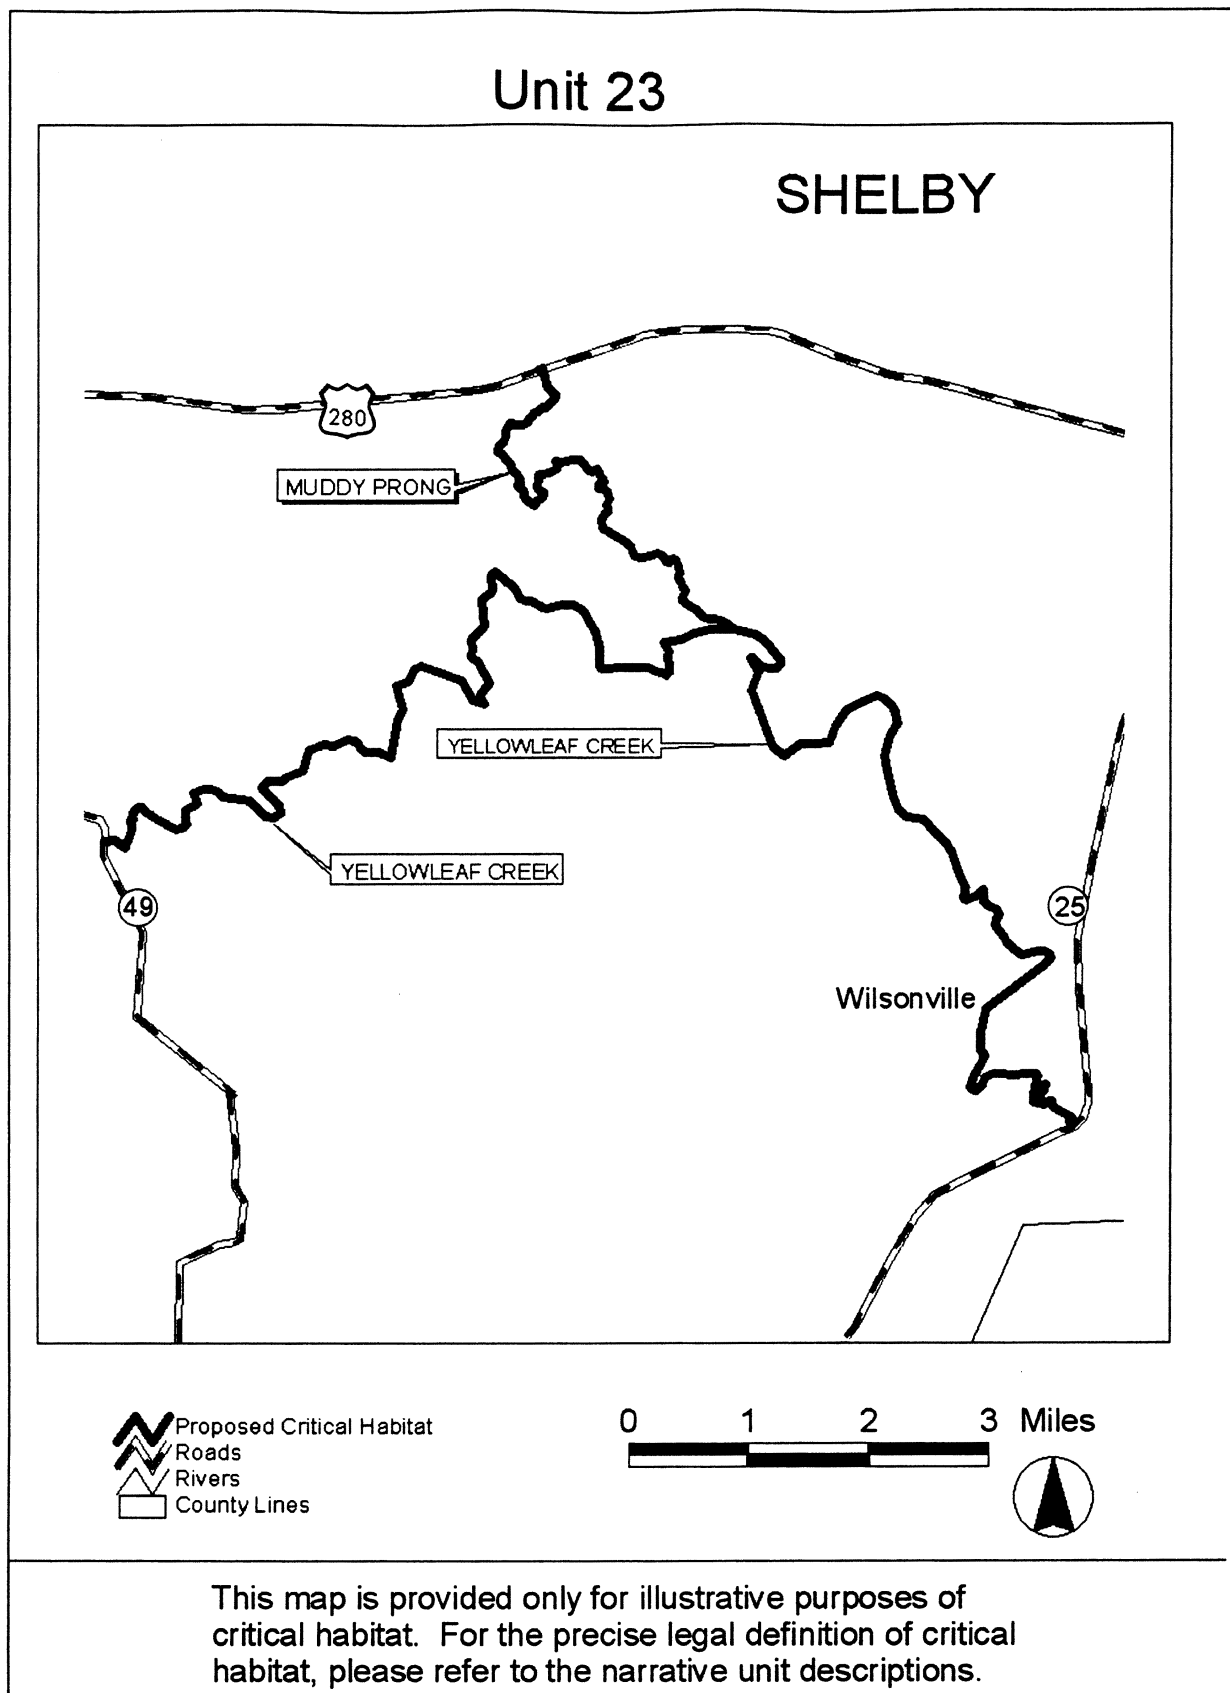 Unit 23
SHELBY
280
MUDDY PRONG
YELLOWLEAF CREEK
YELLOWLEAF CREEK
49
25
Wilsonville
Proposed Critical Habitat
Roads
Rivers
County Lines
0 1 2 3 Miles
This map is provided only for illustrative purposes of
critical habitat. For the precise legal definition of critical
habitat, please refer to the narrative unit descriptions.